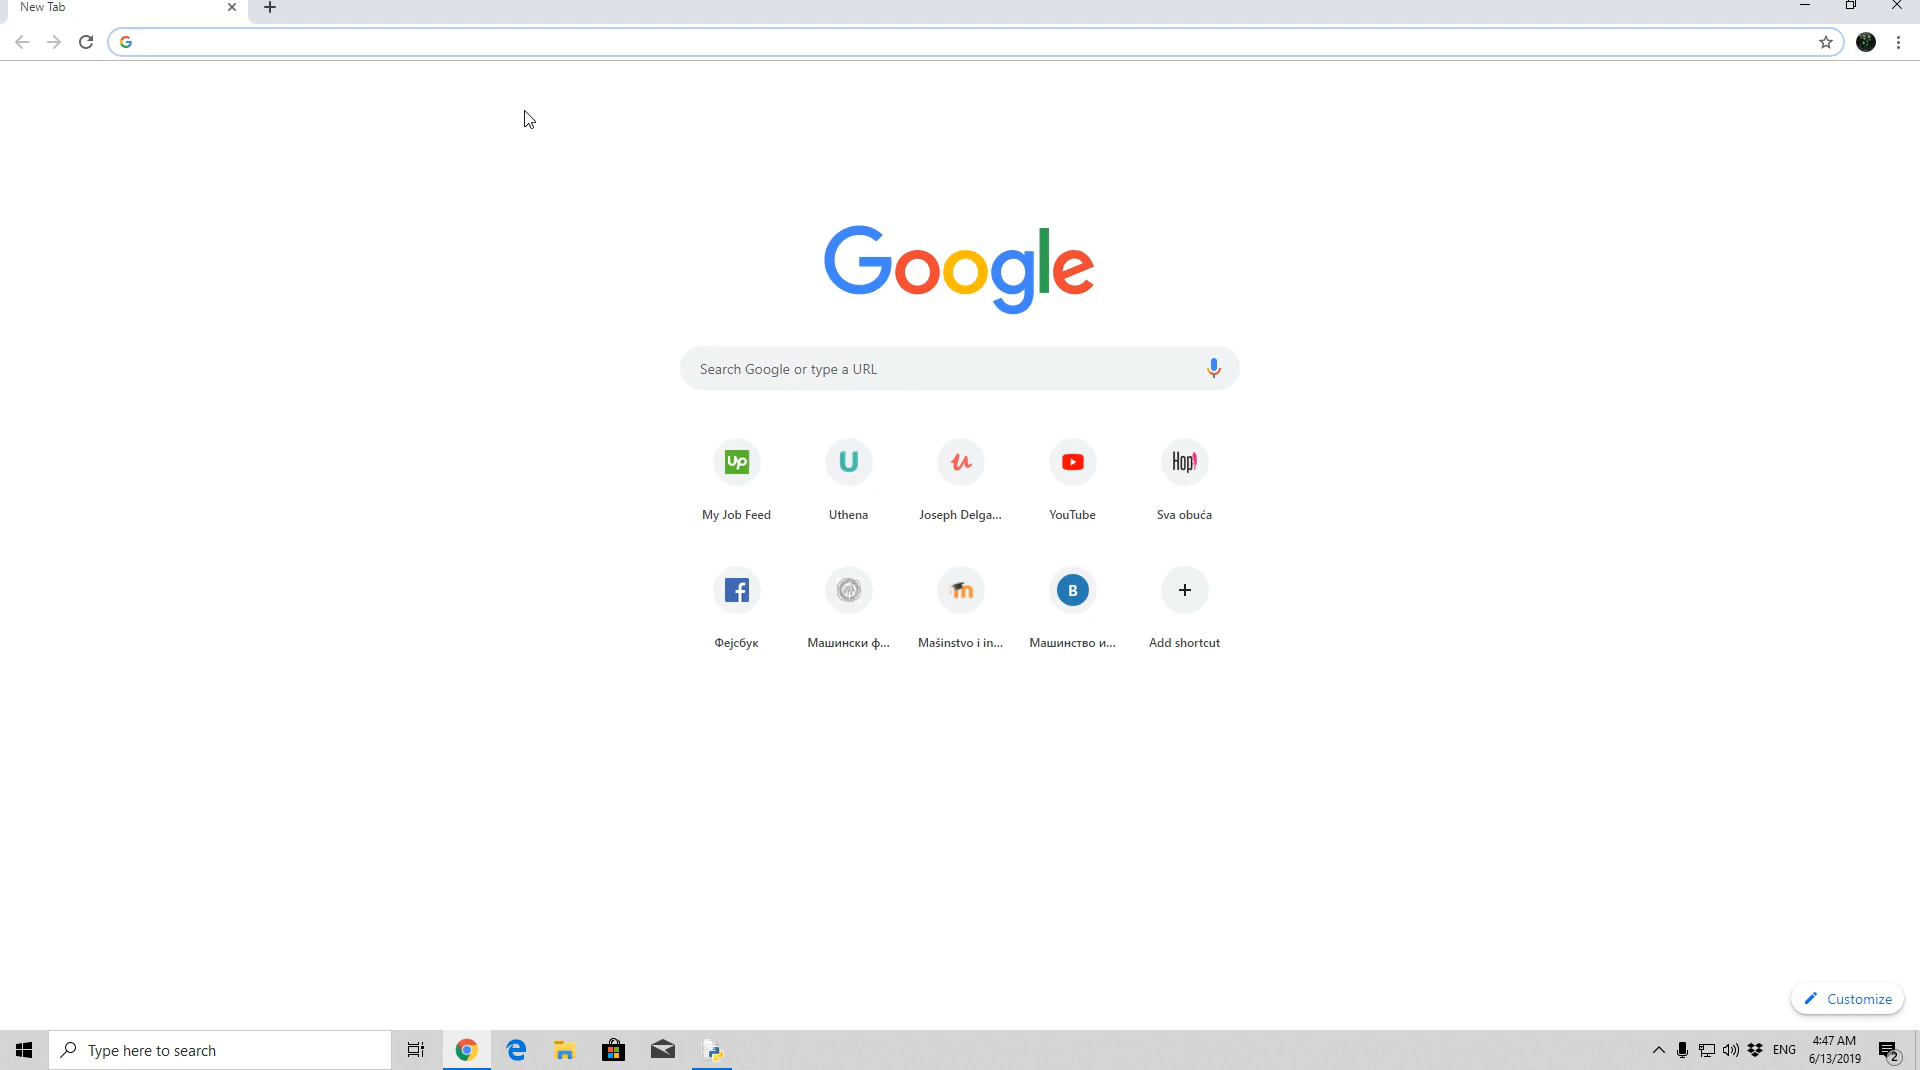 New Tab
Google
Search Google or type a URL
Up
U
Hop!
My Job Feed
Uthena
Joseph Delga...
YouTube
Sva obuća
B
Фејсбук
Машински ф...
Mašinstvo i in...
Машинство и...
Add shortcut
Customize
Type here to search
ENG
4:47 AM
6/13/2019
2